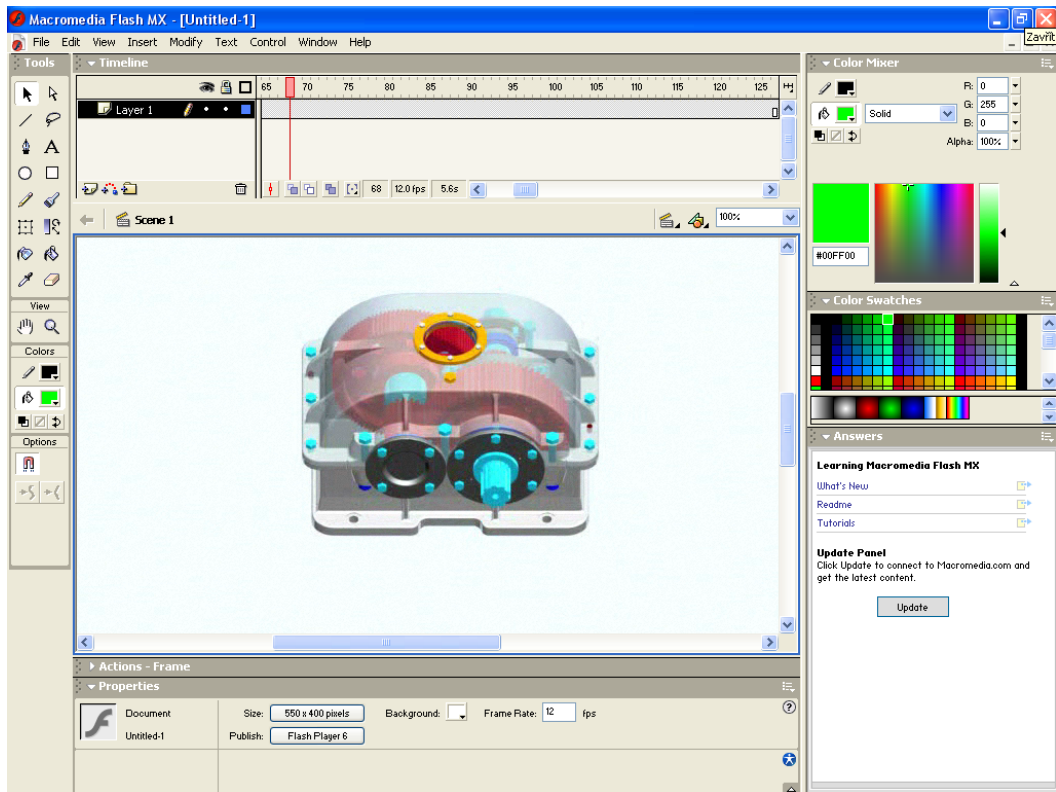 Macromedia Flash MX - [Untitled-1]
Zavřít
File Edit View Insert Modify Text Control Window Help
Tools
Timeline
65 70 75 80 85 90 95 100 105 110 115 120 125
Layer 1
68 12.0 fps 5.6s
Scene 1
100%
View
Colors
Options
Color Mixer
R: 0
G: 255
B: 0
Solid
Alpha: 100%
#00FF00
Color Swatches
Answers
Learning Macromedia Flash MX
What's New
Readme
Tutorials
Update Panel
Click Update to connect to Macromedia.com and
get the latest content.
Update
Actions - Frame
Properties
Document
Size: 550 x 400 pixels
Background:
Frame Rate: 12 fps
Untitled-1
Publish: Flash Player 6